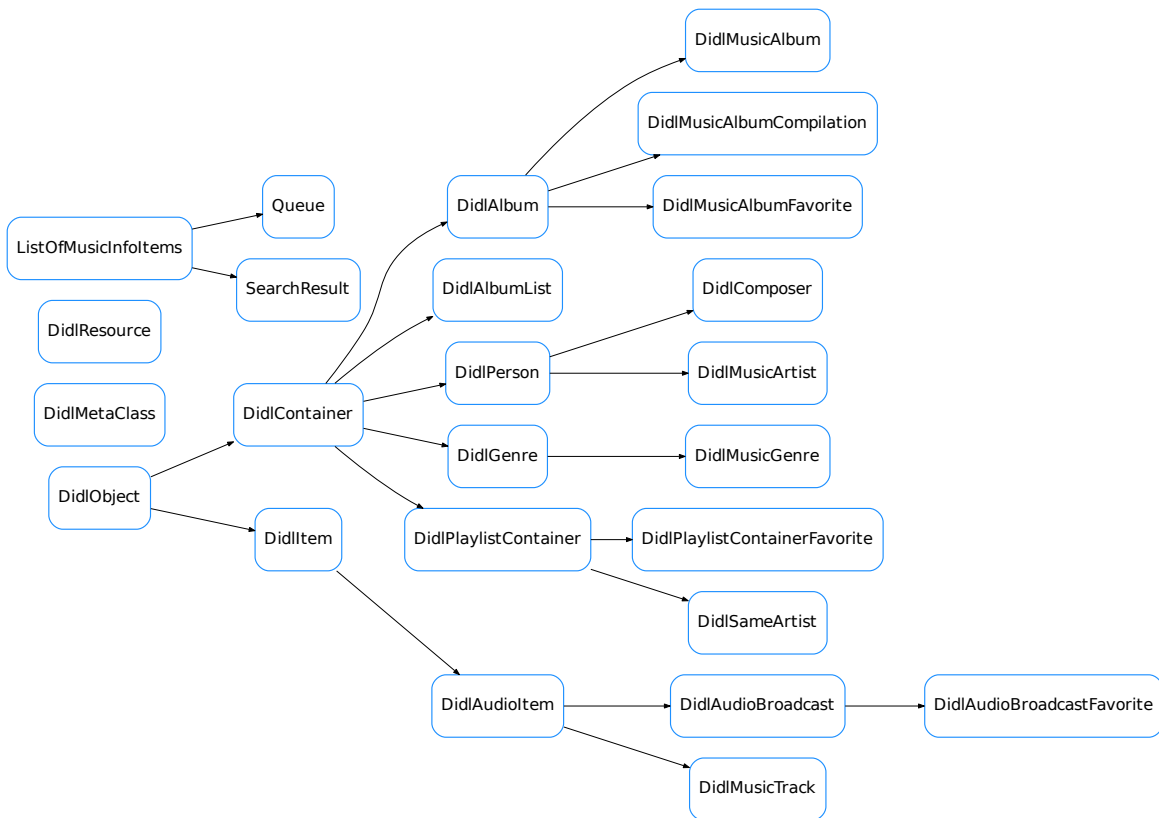 DidlMusicAlbum
DidlMusicAlbumCompilation
Queue
DidlAlbum
DidlMusicAlbumFavorite
ListOfMusicInfoItems
SearchResult
DidlAlbumList
DidlComposer
DidlResource
DidlPerson
DidlMusicArtist
DidlMetaClass
DidlContainer
DidlGenre
DidlMusicGenre
DidlObject
DidlItem
DidlPlaylistContainer
DidlPlaylistContainerFavorite
DidlSameArtist
DidlAudioItem
DidlAudioBroadcast
DidlAudioBroadcastFavorite
DidlMusicTrack